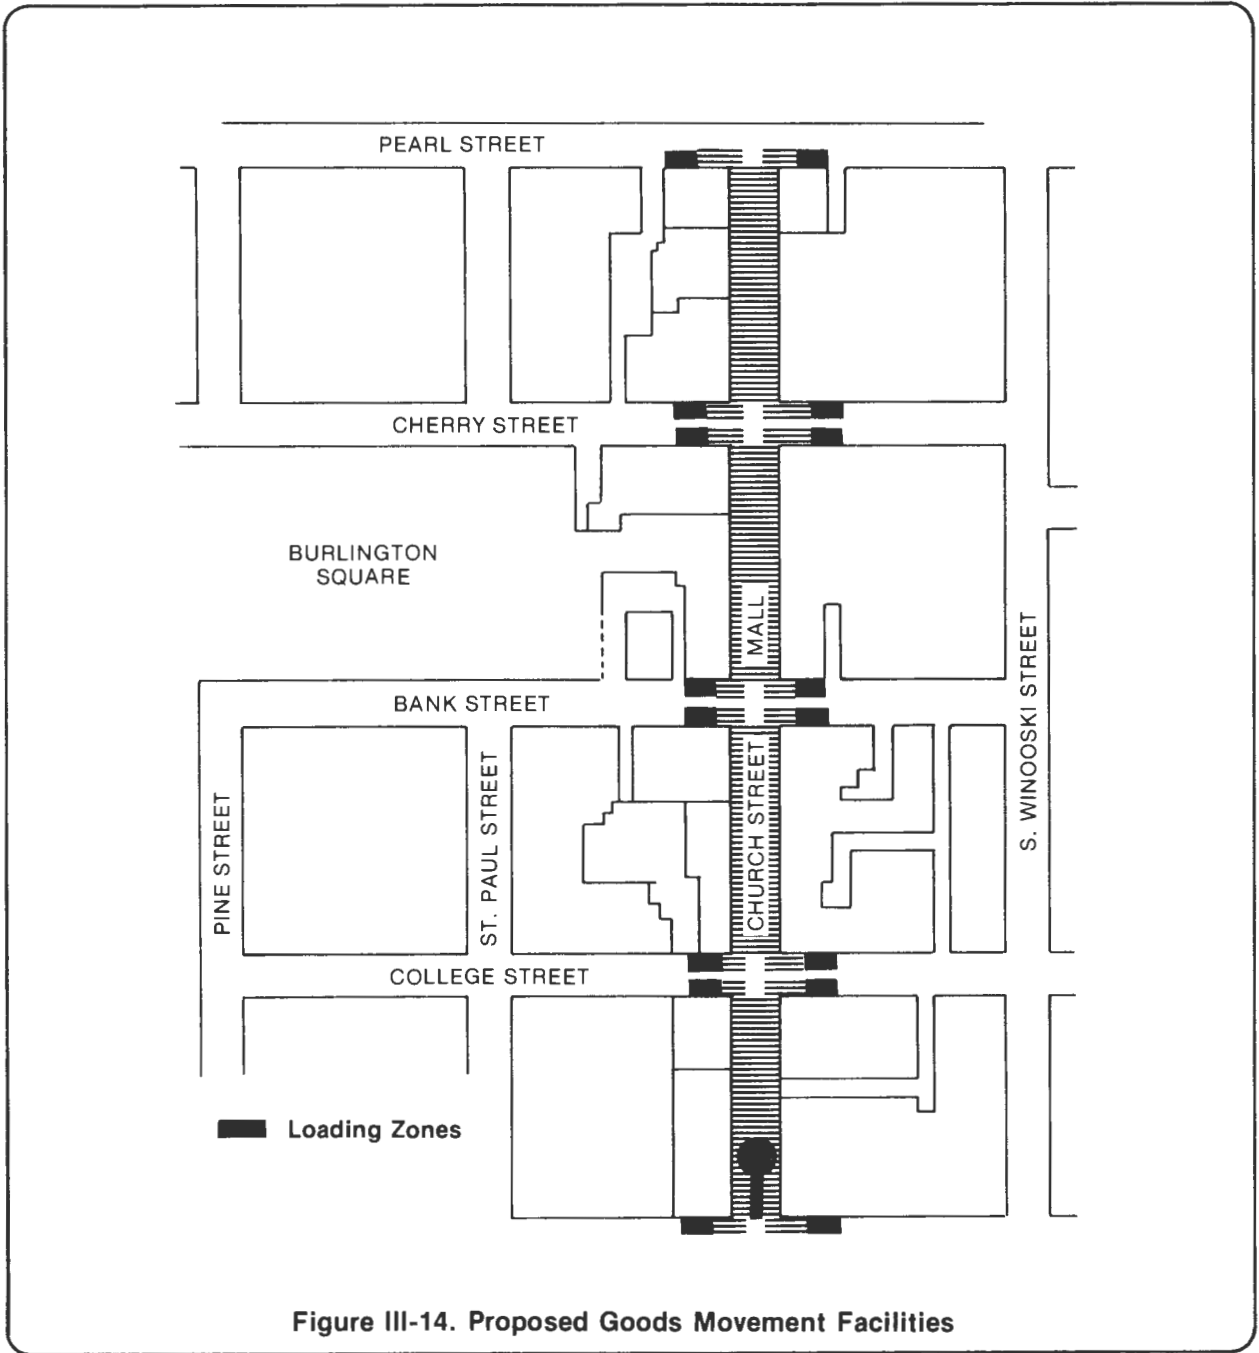 PEARL STREET
CHERRY STREET
BURLINGTON
SQUARE
MALL
BANK STREET
S. WINOOSKI STREET
CHURCH STREET
ST. PAUL STREET
PINE STREET
COLLEGE STREET
Loading Zones
Figure III-14. Proposed Goods Movement Facilities